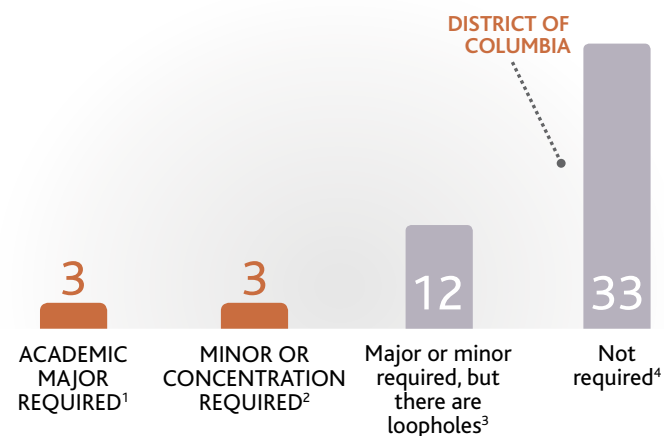 DISTRICT OF
COLUMBIA
3
3
12
33
ACADEMIC
MAJOR
REQUIRED¹
MINOR OR
CONCENTRATION
REQUIRED²
Major or minor
required, but
there are
loopholes³
Not
required⁴